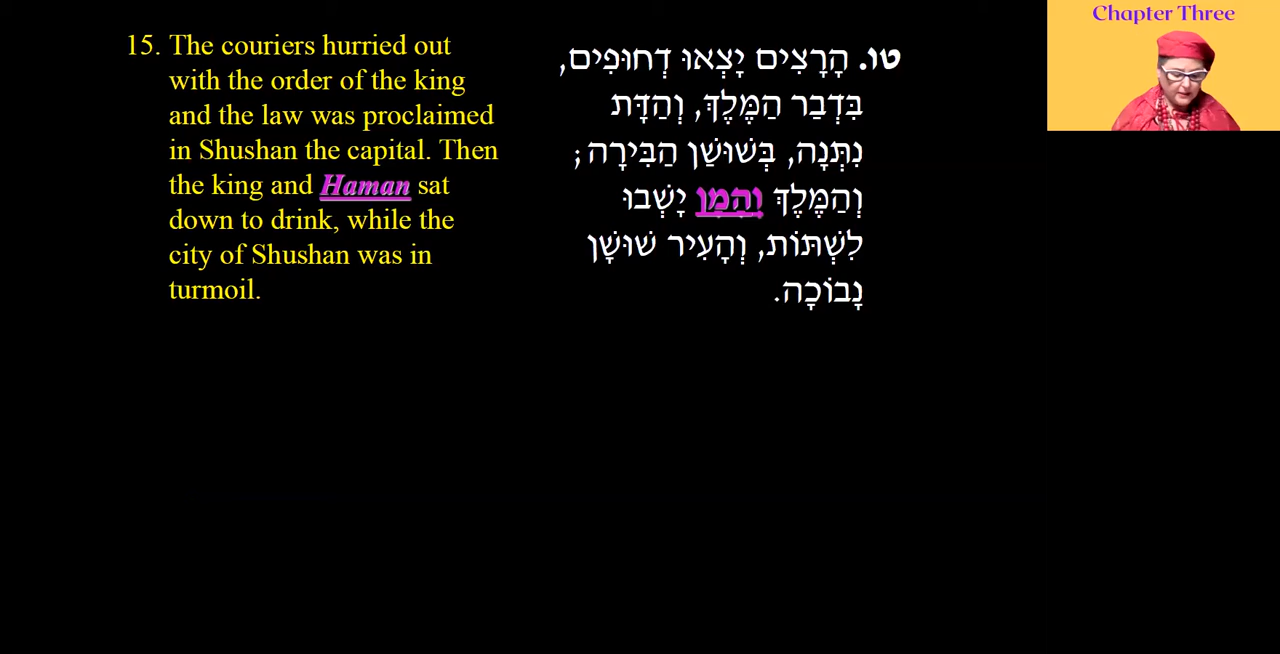 Chapter Three
15. The couriers hurried out
with the order of the king
and the law was proclaimed
in Shushan the capital. Then
the king and Haman sat
down to drink, while the
city of Shushan was in
turmoil.
טו. הָרָצִים יָצְאוּ דְחוּפִים,
בִּדְבַר הַמֶּלֶךְ, וְהַדָּת
נִתְּנָה, בְּשׁוּשַׁן הַבִּירָה;
וְהַמֶּלֶךְ וְהָמָן יָשְׁבוּ
לִשְׁתּוֹת, וְהָעִיר שׁוּשָׁן
נָבוֹכָה.